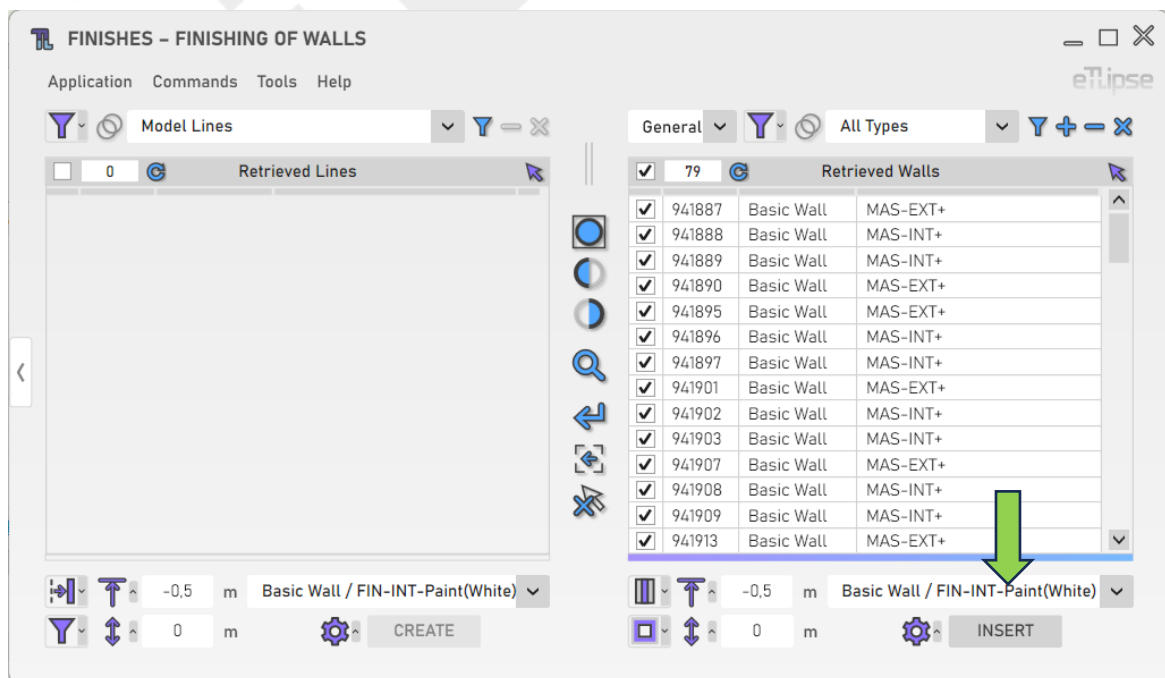 FINISHES – FINISHING OF WALLS
Application Commands Tools Help
eTLipse
Model Lines
General All Types
0 Retrieved Lines
79 Retrieved Walls
941887 Basic Wall MAS-EXT+
941888 Basic Wall MAS-INT+
941889 Basic Wall MAS-INT+
941890 Basic Wall MAS-EXT+
941895 Basic Wall MAS-EXT+
941896 Basic Wall MAS-INT+
941897 Basic Wall MAS-INT+
941901 Basic Wall MAS-EXT+
941902 Basic Wall MAS-INT+
941903 Basic Wall MAS-INT+
941907 Basic Wall MAS-EXT+
941908 Basic Wall MAS-INT+
941909 Basic Wall MAS-INT+
941913 Basic Wall MAS-EXT+
-0,5 m Basic Wall / FIN-INT-Paint(White)
0 m CREATE
-0,5 m Basic Wall / FIN-INT-Paint(White)
0 m INSERT